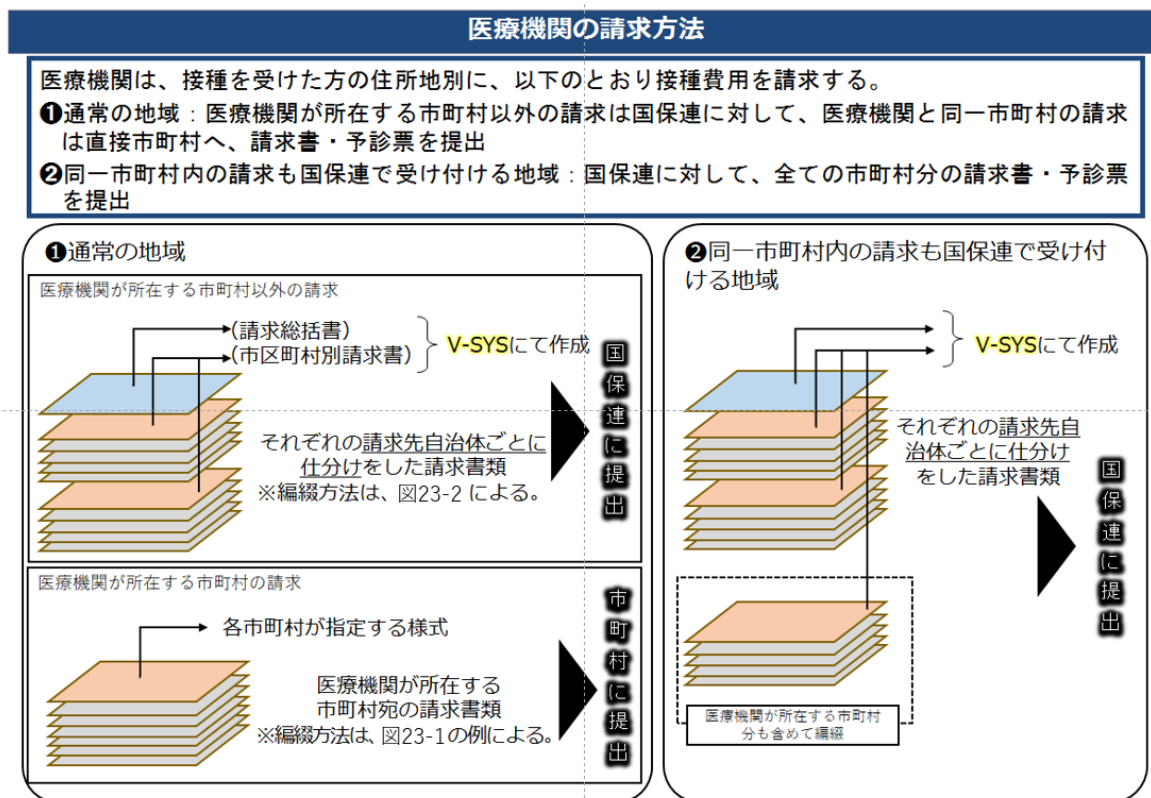 医療機関の請求方法
医療機関は、接種を受けた方の住所地別に、以下のとおり接種費用を請求する。
❶通常の地域：医療機関が所在する市町村以外の請求は国保連に対して、医療機関と同一市町村の請求
は直接市町村へ、請求書・予診票を提出
❷同一市町村内の請求も国保連で受け付ける地域：国保連に対して、全ての市町村分の請求書・予診票
を提出
❶通常の地域
医療機関が所在する市町村以外の請求
（請求総括書）
（市区町村別請求書）
V-SYSにて作成
それぞれの請求先自治体ごとに
仕分けをした請求書類
※編綴方法は、図23-2 による。
国保連に提出
医療機関が所在する市町村の請求
各市町村が指定する様式
医療機関が所在する
市町村宛の請求書類
※編綴方法は、図23-1の例による。
市町村に提出
❷同一市町村内の請求も国保連で受け付
ける地域
V-SYSにて作成
それぞれの請求先自
治体ごとに仕分け
をした請求書類
国保連に提出
医療機関が所在する市町村
分も含めて編綴